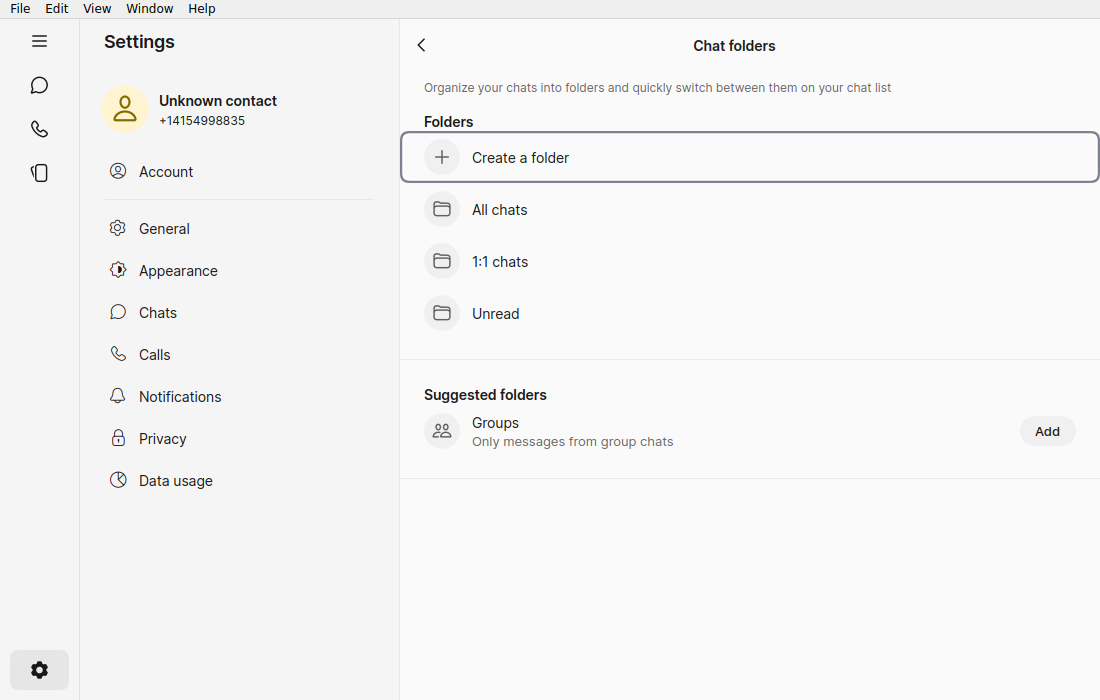 File Edit View Window Help
Settings
Unknown contact
+14154998835
Account
General
Appearance
Chats
Calls
Notifications
Privacy
Data usage
Chat folders
Organize your chats into folders and quickly switch between them on your chat list
Folders
Create a folder
All chats
1:1 chats
Unread
Suggested folders
Groups
Only messages from group chats
Add